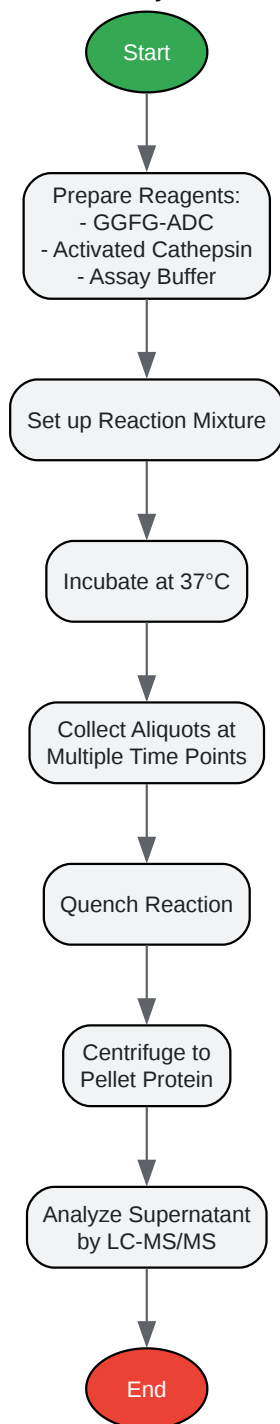 Start
Prepare Reagents:
- GGFG-ADC
- Activated Cathepsin
- Assay Buffer
Set up Reaction Mixture
Incubate at 37°C
Collect Aliquots at
Multiple Time Points
Quench Reaction
Centrifuge to
Pellet Protein
Analyze Supernatant
by LC-MS/MS
End